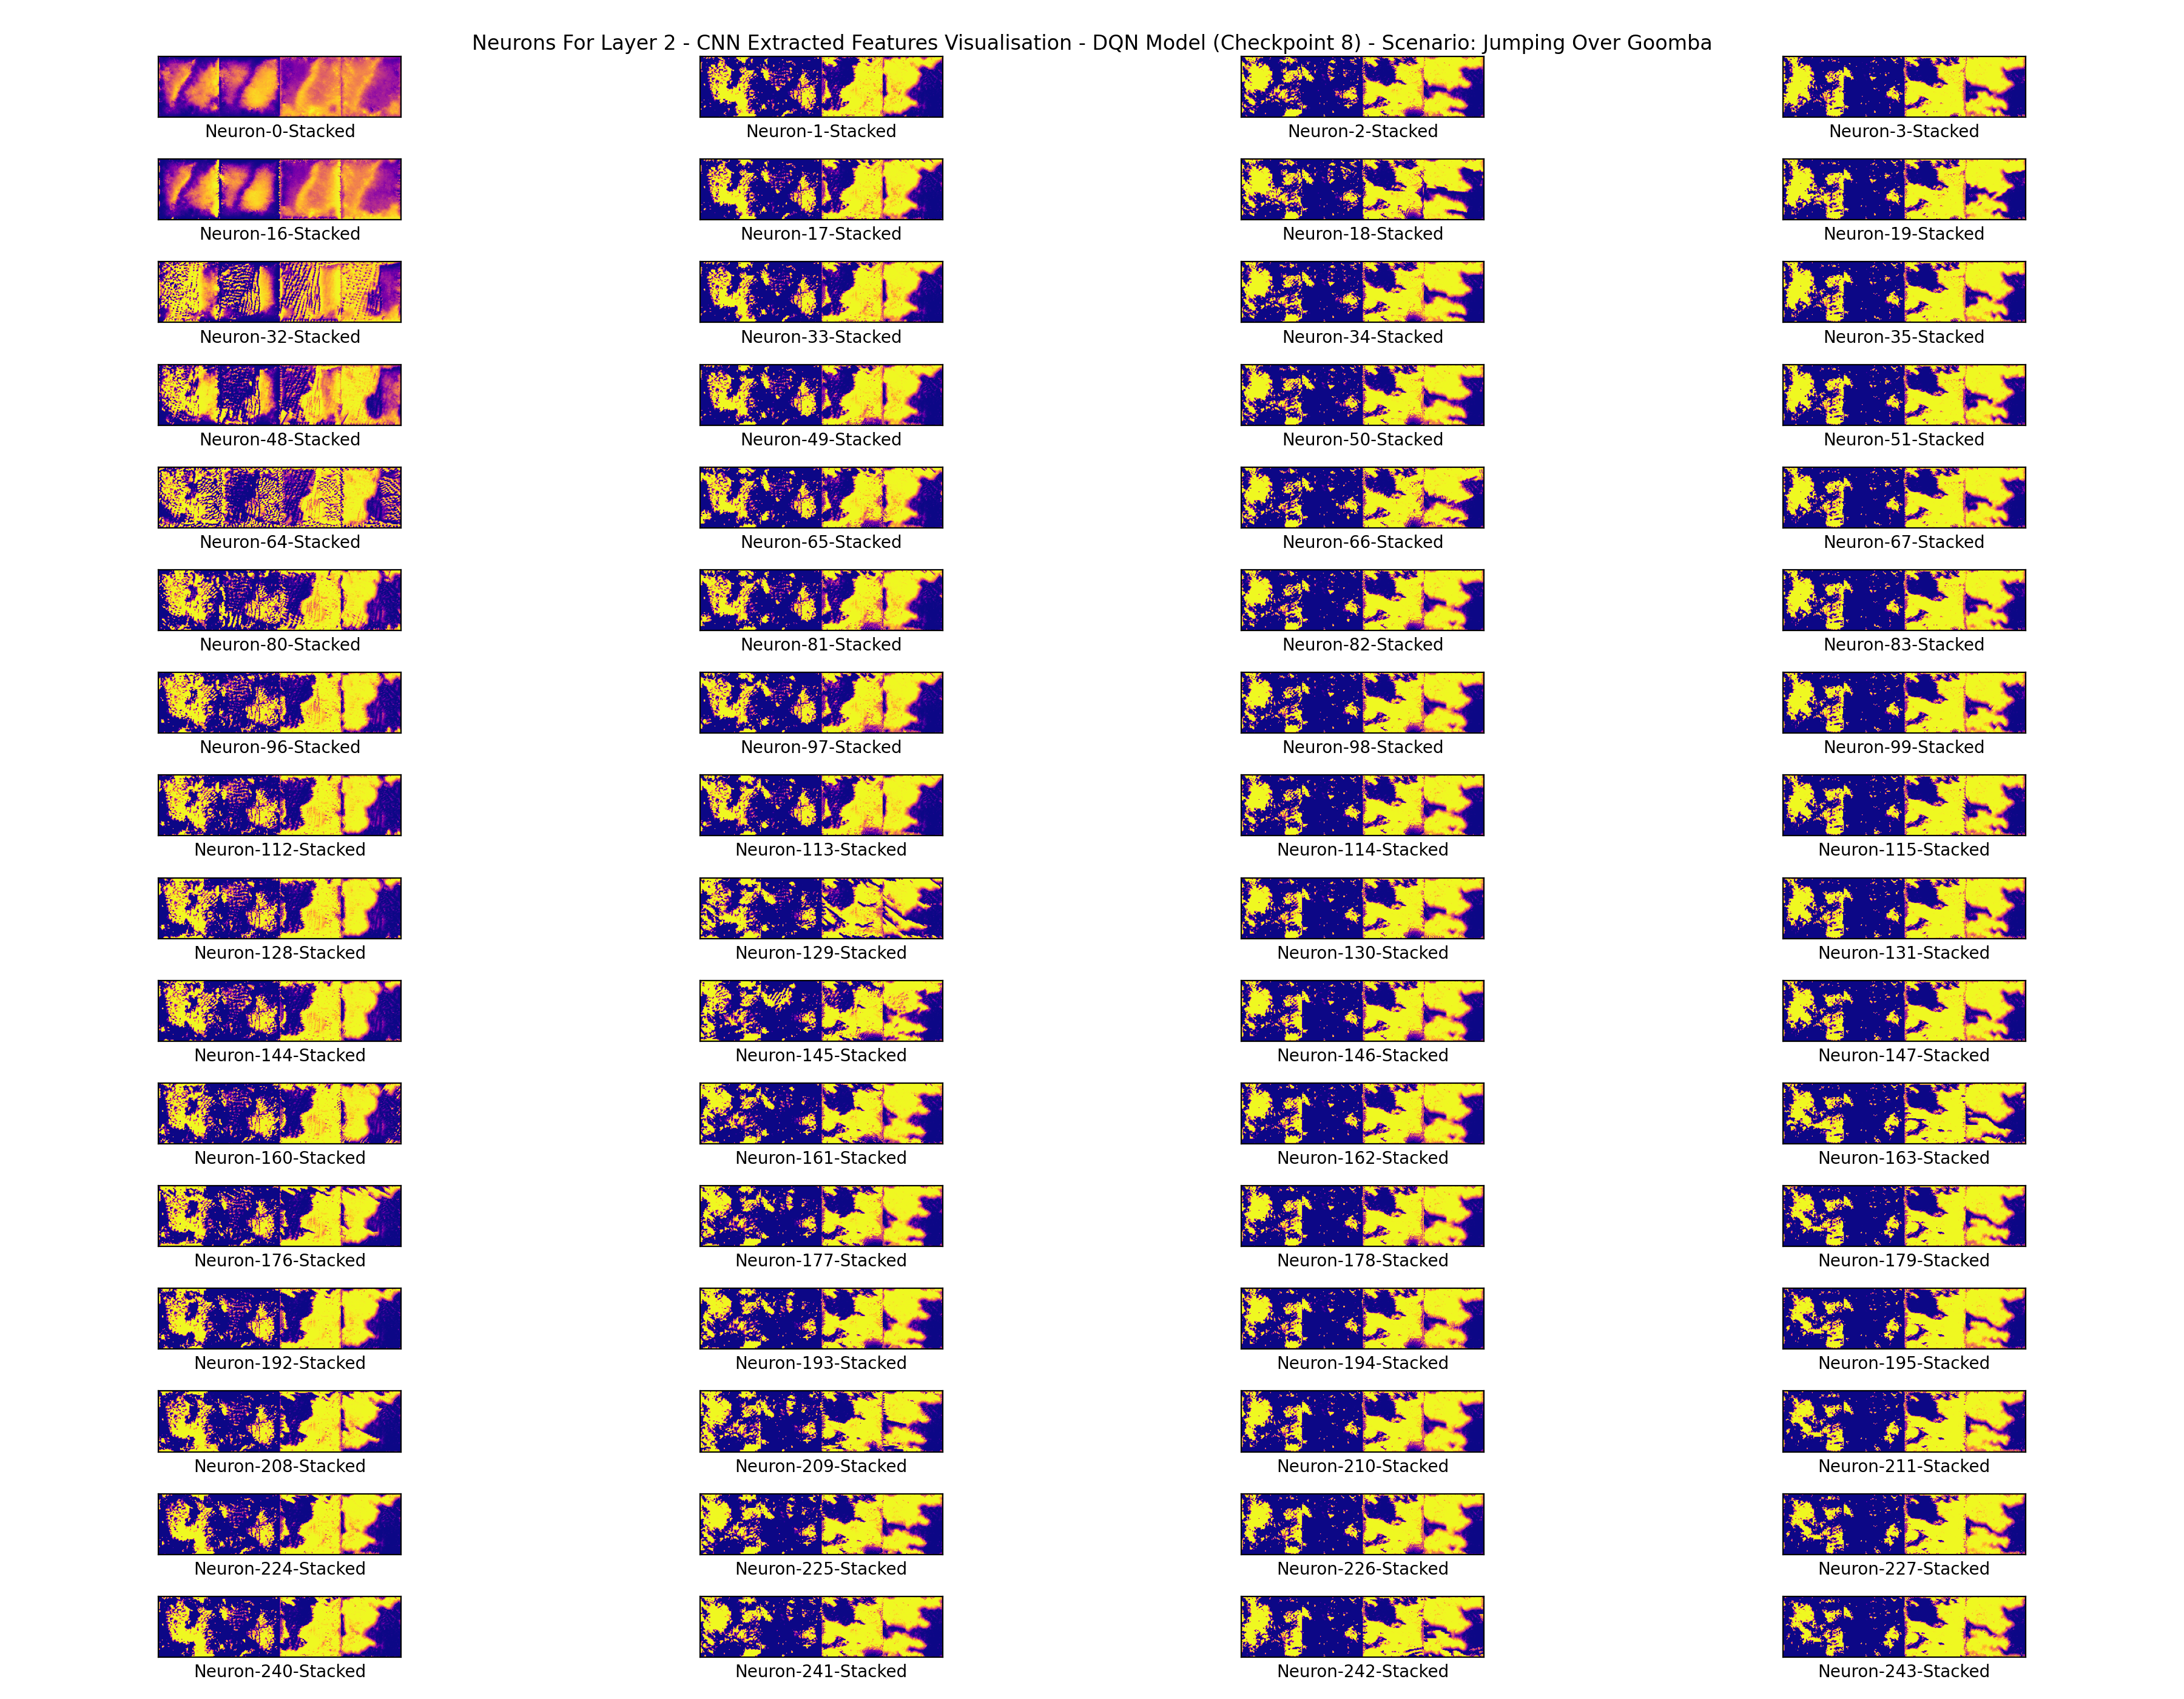 Neurons For Layer 2 - CNN Extracted Features Visualisation - DQN Model (Checkpoint 8) - Scenario: Jumping Over Goomba
Neuron-0-Stacked
Neuron-1-Stacked
Neuron-2-Stacked
Neuron-3-Stacked
Neuron-16-Stacked
Neuron-17-Stacked
Neuron-18-Stacked
Neuron-19-Stacked
Neuron-32-Stacked
Neuron-33-Stacked
Neuron-34-Stacked
Neuron-35-Stacked
Neuron-48-Stacked
Neuron-49-Stacked
Neuron-50-Stacked
Neuron-51-Stacked
Neuron-64-Stacked
Neuron-65-Stacked
Neuron-66-Stacked
Neuron-67-Stacked
Neuron-80-Stacked
Neuron-81-Stacked
Neuron-82-Stacked
Neuron-83-Stacked
Neuron-96-Stacked
Neuron-97-Stacked
Neuron-98-Stacked
Neuron-99-Stacked
Neuron-112-Stacked
Neuron-113-Stacked
Neuron-114-Stacked
Neuron-115-Stacked
Neuron-128-Stacked
Neuron-129-Stacked
Neuron-130-Stacked
Neuron-131-Stacked
Neuron-144-Stacked
Neuron-145-Stacked
Neuron-146-Stacked
Neuron-147-Stacked
Neuron-160-Stacked
Neuron-161-Stacked
Neuron-162-Stacked
Neuron-163-Stacked
Neuron-176-Stacked
Neuron-177-Stacked
Neuron-178-Stacked
Neuron-179-Stacked
Neuron-192-Stacked
Neuron-193-Stacked
Neuron-194-Stacked
Neuron-195-Stacked
Neuron-208-Stacked
Neuron-209-Stacked
Neuron-210-Stacked
Neuron-211-Stacked
Neuron-224-Stacked
Neuron-225-Stacked
Neuron-226-Stacked
Neuron-227-Stacked
Neuron-240-Stacked
Neuron-241-Stacked
Neuron-242-Stacked
Neuron-243-Stacked